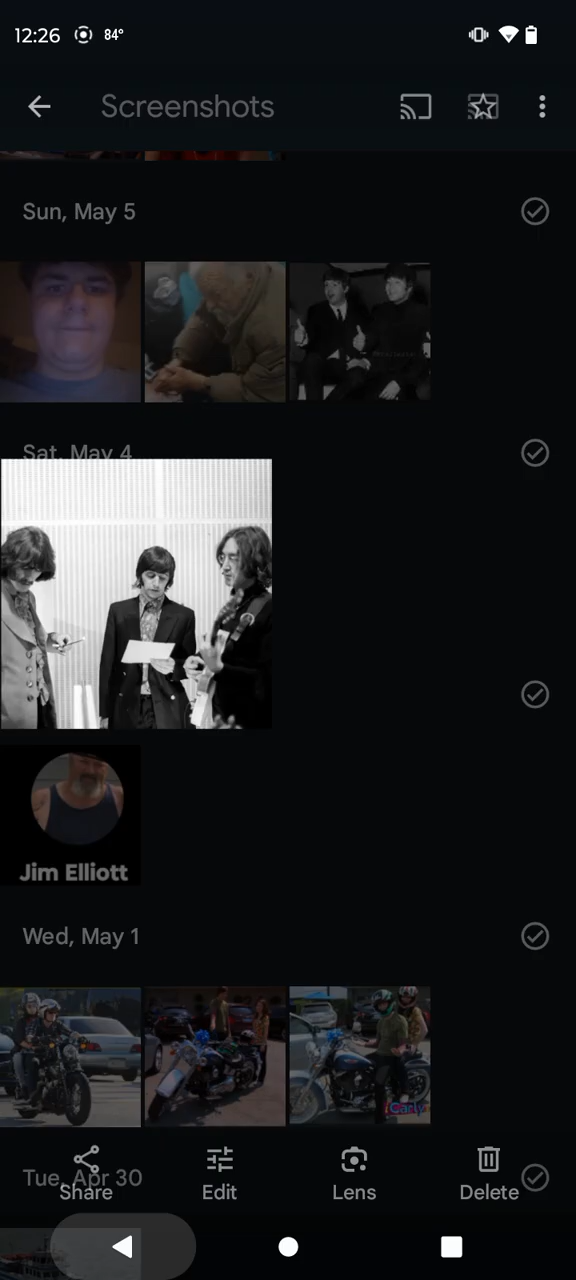 12:26 84°
Screenshots
Sun, May 5
Sat, May 4
Jim Elliott
Wed, May 1
Carly
Tue, Apr 30
Share Edit Lens Delete